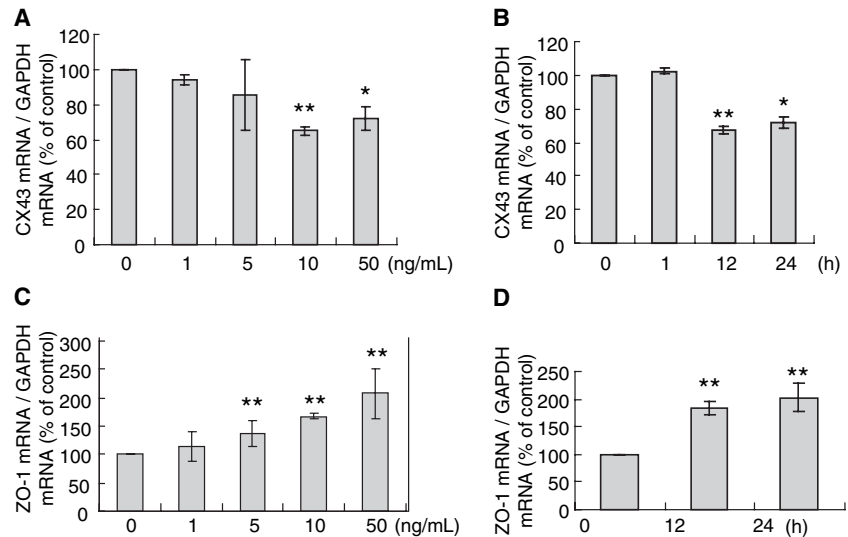 A
CX43 mRNA / GAPDH
mRNA (% of control)
120
100
80
60
40
20
0
**
*
0 1 5 10 50 (ng/mL)
B
CX43 mRNA / GAPDH
mRNA (% of control)
120
100
80
60
40
20
0
**
*
0 1 12 24 (h)
C
ZO-1 mRNA / GAPDH
mRNA (% of control)
300
250
200
150
100
50
0
**
**
**
0 1 5 10 50 (ng/mL)
D
ZO-1 mRNA / GAPDH
mRNA (% of control)
250
200
150
100
50
0
**
**
0 12 24 (h)